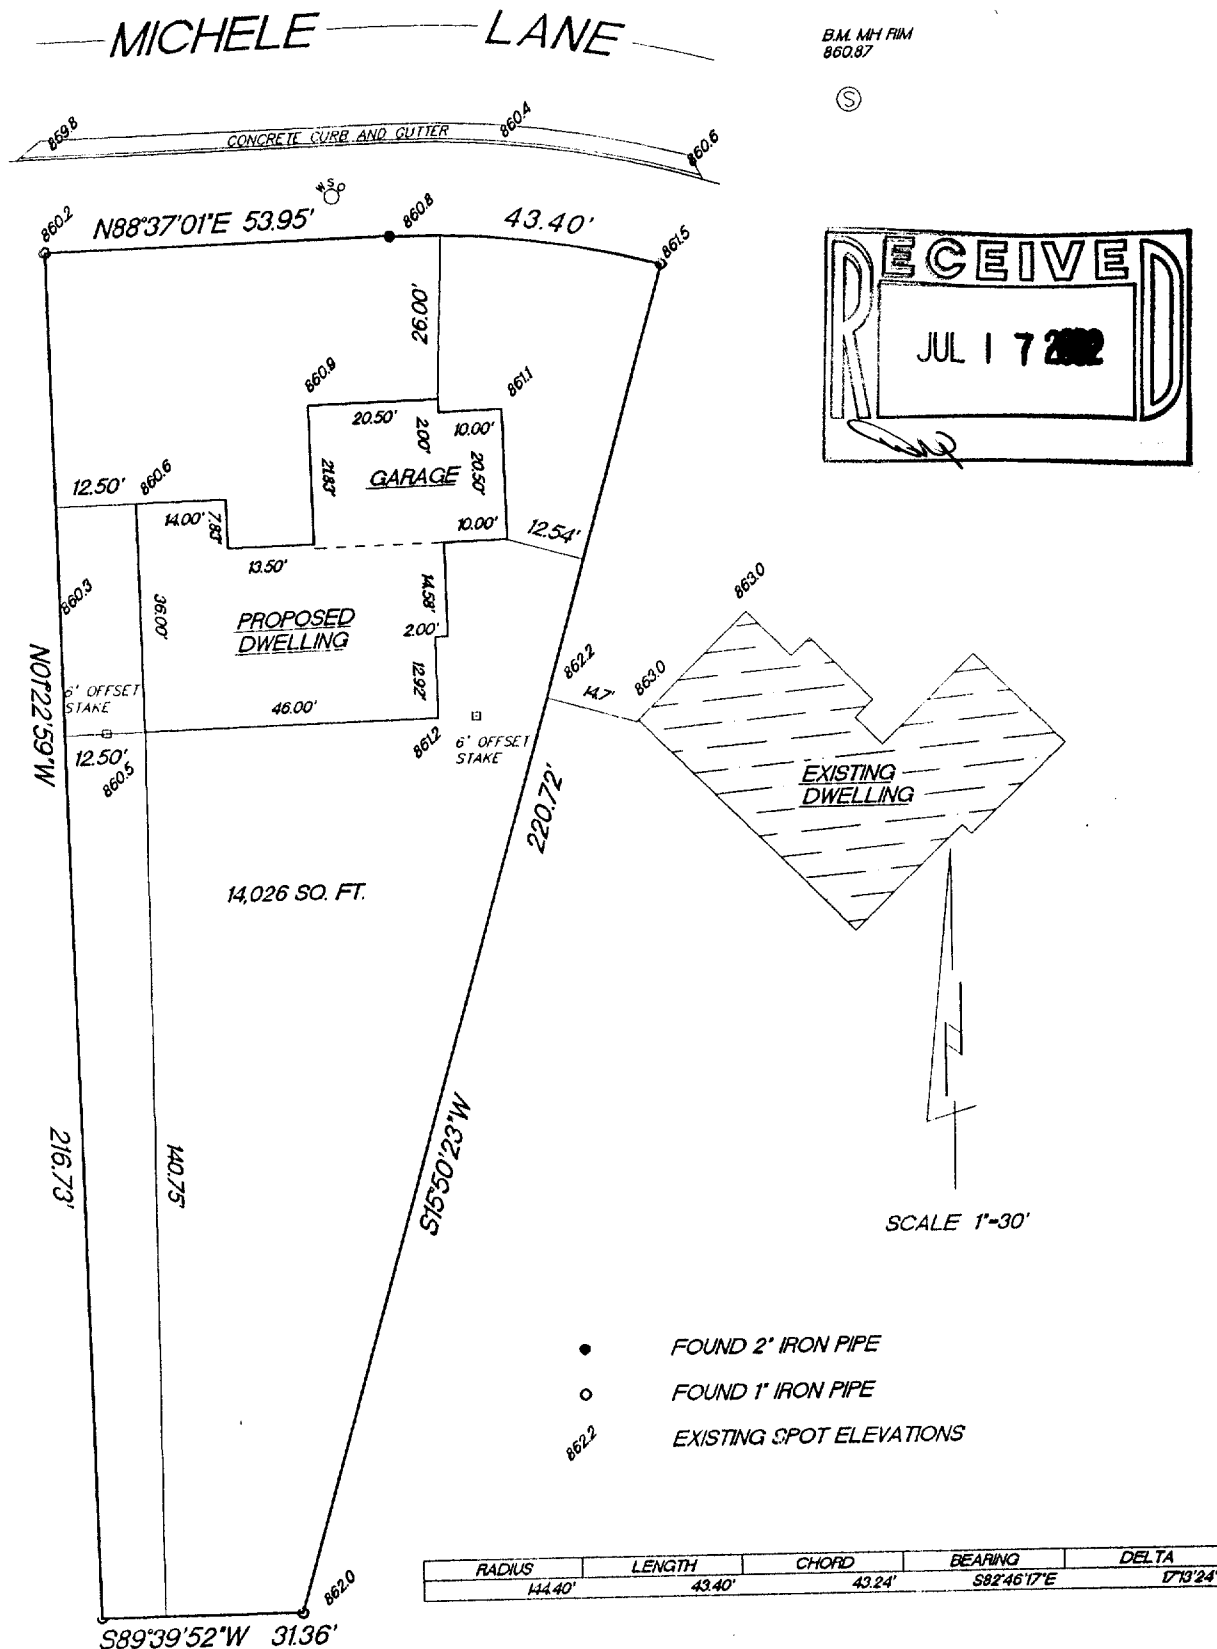 MICHELE LANE
B.M. MH RIM
860.87
S
859.8
CONCRETE CURB AND GUTTER
860.4
860.6
WSO
860.2
N88°37'01"E 53.95'
860.8
43.40'
861.5
RECEIVED
JUL 17 2002
26.00'
860.9
861.1
20.50'
2.00'
10.00'
21.83'
GARAGE
20.50'
12.50'
860.6
14.00'
7.83'
10.00'
12.54'
13.50'
860.3
36.00'
PROPOSED
DWELLING
14.58'
2.00'
863.0
N01°22'59"W
6' OFFSET
STAKE
46.00'
12.92'
862.2
14.7'
863.0
12.50'
860.5
861.2
6' OFFSET
STAKE
EXISTING
DWELLING
220.72'
14,026 SQ. FT.
216.73'
140.75'
S15°50'23"W
SCALE 1"=30'
FOUND 2" IRON PIPE
FOUND 1" IRON PIPE
862.2 EXISTING SPOT ELEVATIONS
862.0
S89°39'52"W 31.36'
RADIUS LENGTH CHORD BEARING DELTA
144.40' 43.40' 43.24' S82°46'17"E 17°13'24"